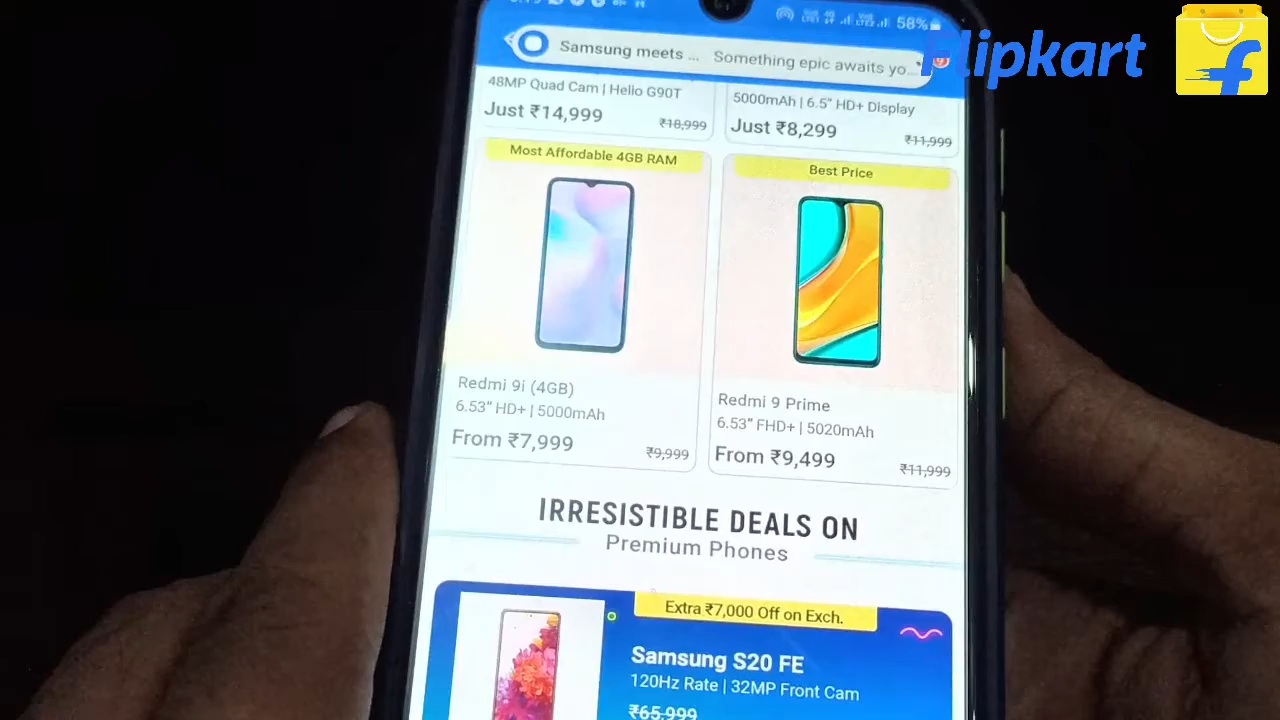 58%
Samsung meets ... Something epic awaits yo...
Flipkart
48MP Quad Cam | Hello G90T
Just ₹14,999 ₹18,999
5000mAh | 6.5" HD+ Display
Just ₹8,299 ₹11,999
Most Affordable 4GB RAM
Redmi 9i (4GB)
6.53" HD+ | 5000mAh
From ₹7,999 ₹9,999
Best Price
Redmi 9 Prime
6.53" FHD+ | 5020mAh
From ₹9,499 ₹11,999
IRRESISTIBLE DEALS ON
Premium Phones
Extra ₹7,000 Off on Exch.
Samsung S20 FE
120Hz Rate | 32MP Front Cam
₹65,999